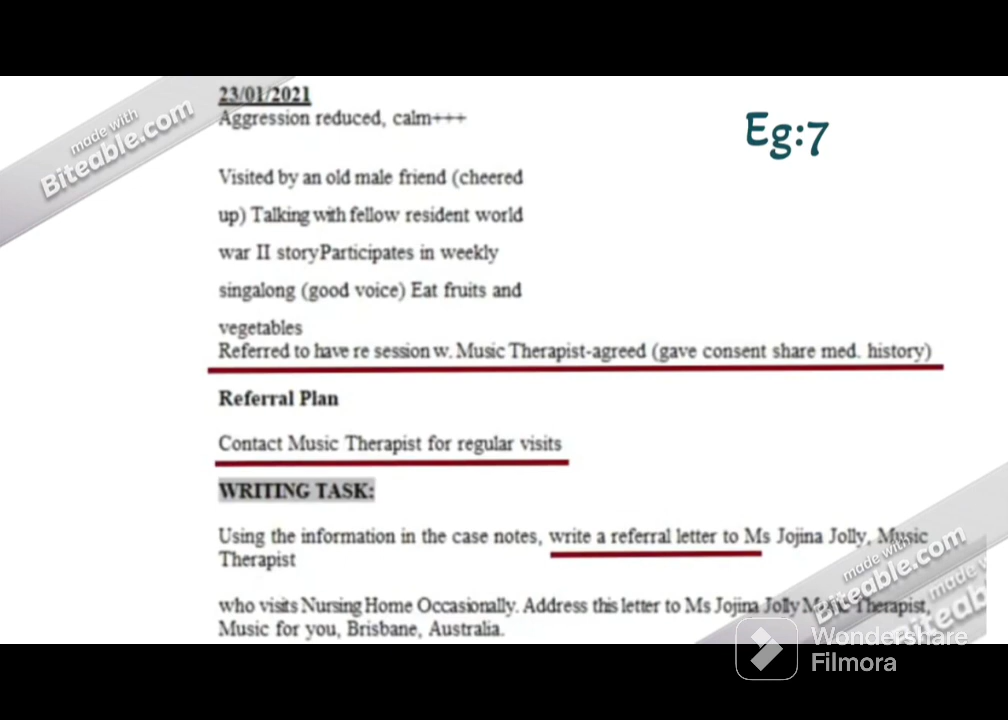 made with
Biteable.com
23/01/2021
Aggression reduced, calm+++
Eg:7
Visited by an old male friend (cheered
up) Talking with fellow resident world
war II storyParticipates in weekly
singalong (good voice) Eat fruits and
vegetables
Referred to have re session w. Music Therapist-agreed (gave consent share med. history)
Referral Plan
Contact Music Therapist for regular visits
WRITING TASK:
Using the information in the case notes, write a referral letter to Ms Jojina Jolly, Music
Therapist
who visits Nursing Home Occasionally. Address this letter to Ms Jojina Jolly Music Therapist,
Music for you, Brisbane, Australia.
made with
Biteable.com
made w
Biteab
Wondershare
Filmora